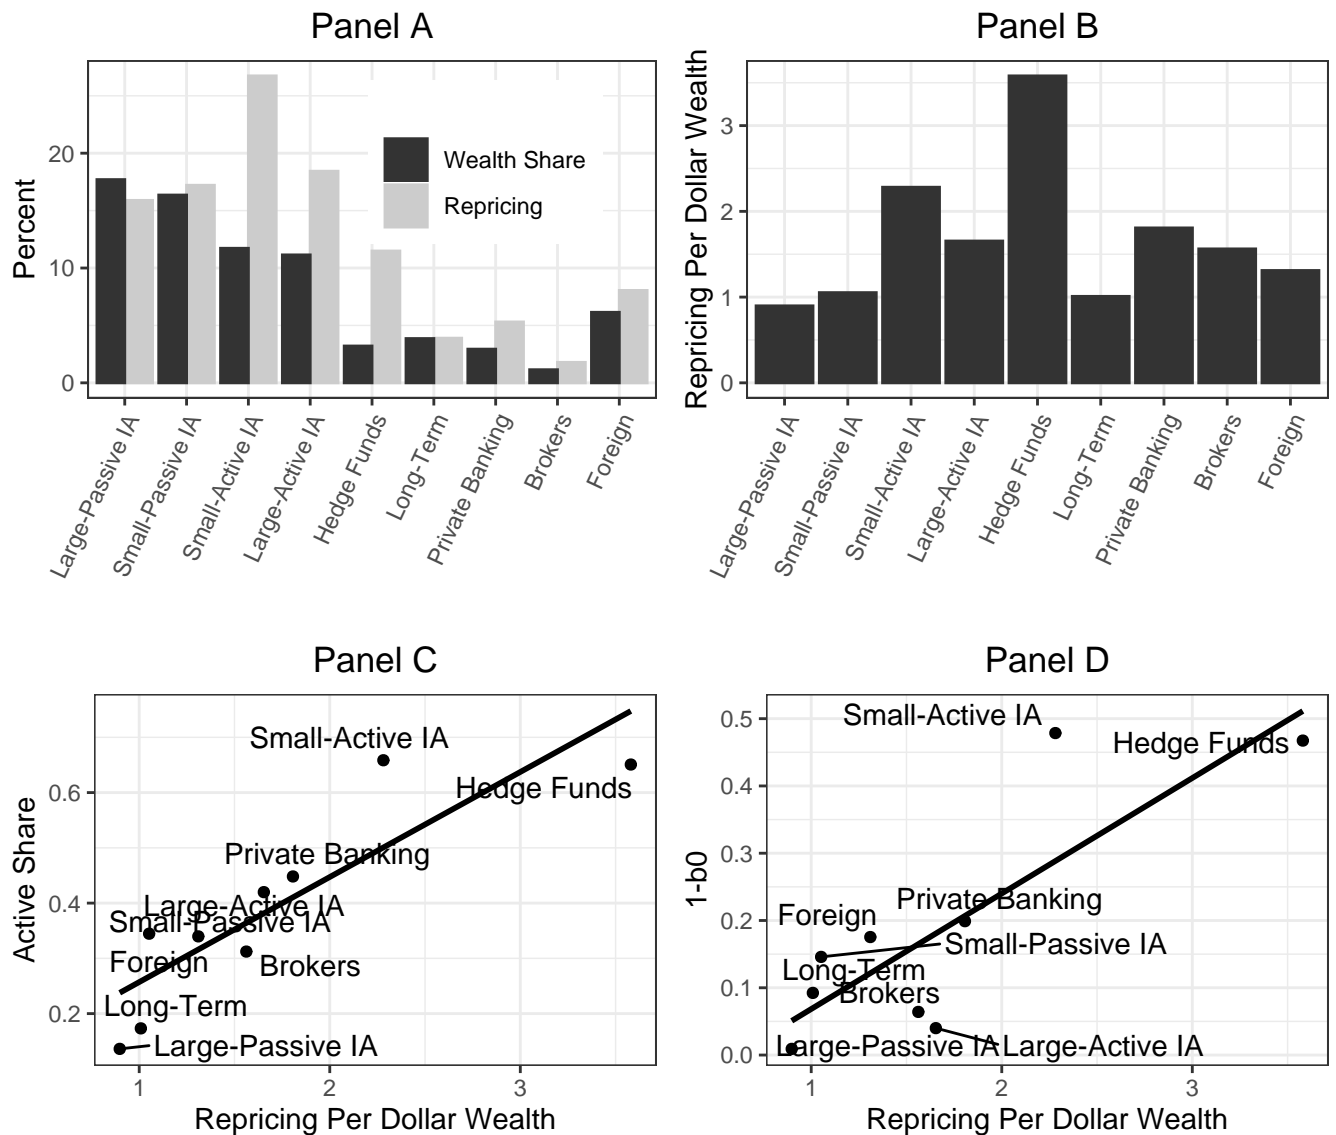 Panel A
Percent
20
10
0
Wealth Share
Repricing
Large-Passive IA
Small-Passive IA
Small-Active IA
Large-Active IA
Hedge Funds
Long-Term
Private Banking
Brokers
Foreign
Panel B
Repricing Per Dollar Wealth
3
2
1
0
Large-Passive IA
Small-Passive IA
Small-Active IA
Large-Active IA
Hedge Funds
Long-Term
Private Banking
Brokers
Foreign
Panel C
Active Share
0.6
0.4
0.2
Small-Active IA
Hedge Funds
Private Banking
Large-Active IA
Small-Passive IA
Foreign
Brokers
Long-Term
Large-Passive IA
1
2
3
Repricing Per Dollar Wealth
Panel D
1-b0
0.5
0.4
0.3
0.2
0.1
0.0
Small-Active IA
Hedge Funds
Private Banking
Foreign
Small-Passive IA
Long-Term
Brokers
Large-Passive IA
Large-Active IA
1
2
3
Repricing Per Dollar Wealth